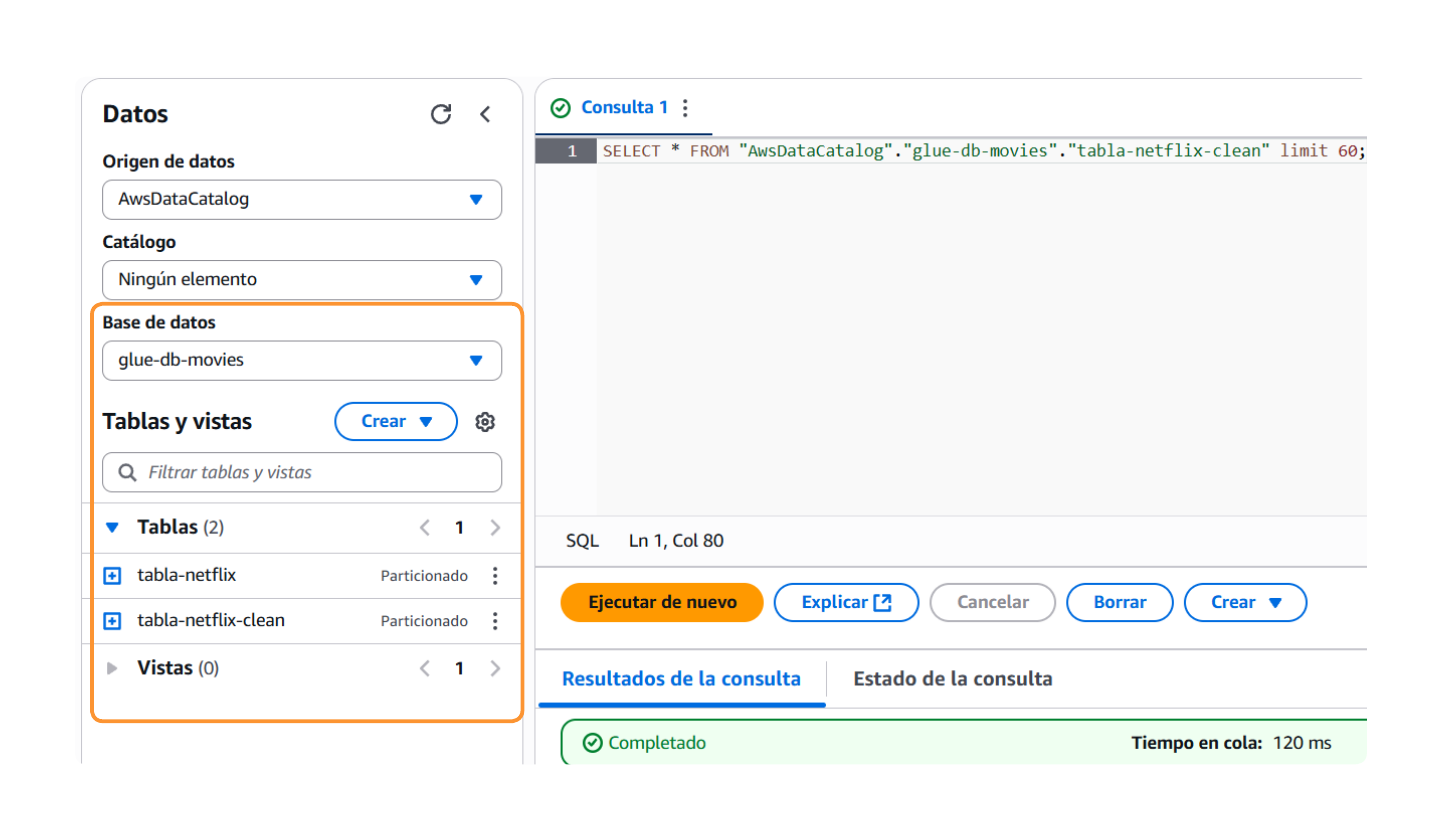 Datos
Origen de datos
AwsDataCatalog
Catálogo
Ningún elemento
Base de datos
glue-db-movies
Tablas y vistas
Crear
Filtrar tablas y vistas
Tablas (2)
1
tabla-netflix
Particionado
tabla-netflix-clean
Particionado
Vistas (0)
1
Consulta 1
1 SELECT * FROM "AwsDataCatalog"."glue-db-movies"."tabla-netflix-clean" limit 60;
SQL Ln 1, Col 80
Ejecutar de nuevo
Explicar
Cancelar
Borrar
Crear
Resultados de la consulta
Estado de la consulta
Completado
Tiempo en cola: 120 ms